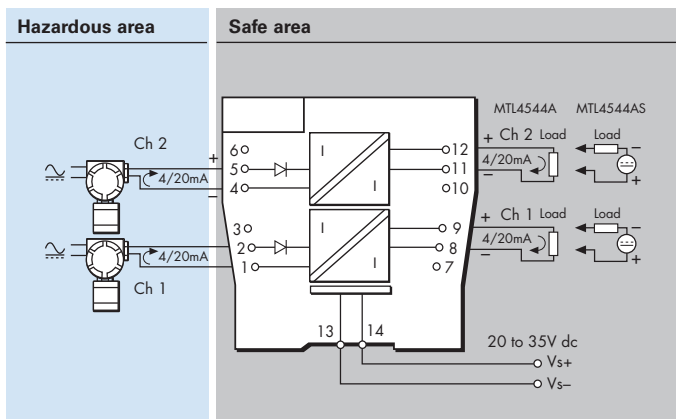 Hazardous area
Safe area
MTL4544A MTL4544AS
Ch 2
+
–
4/20mA
6
5
4
I
I
12
11
10
+ Ch 2 Load
4/20mA
–
Load
–
+
Ch 1
4/20mA
3
2
1
I
I
9
8
7
+ Ch 1 Load
4/20mA
–
Load
–
+
13 14
20 to 35V dc
Vs+
Vs–